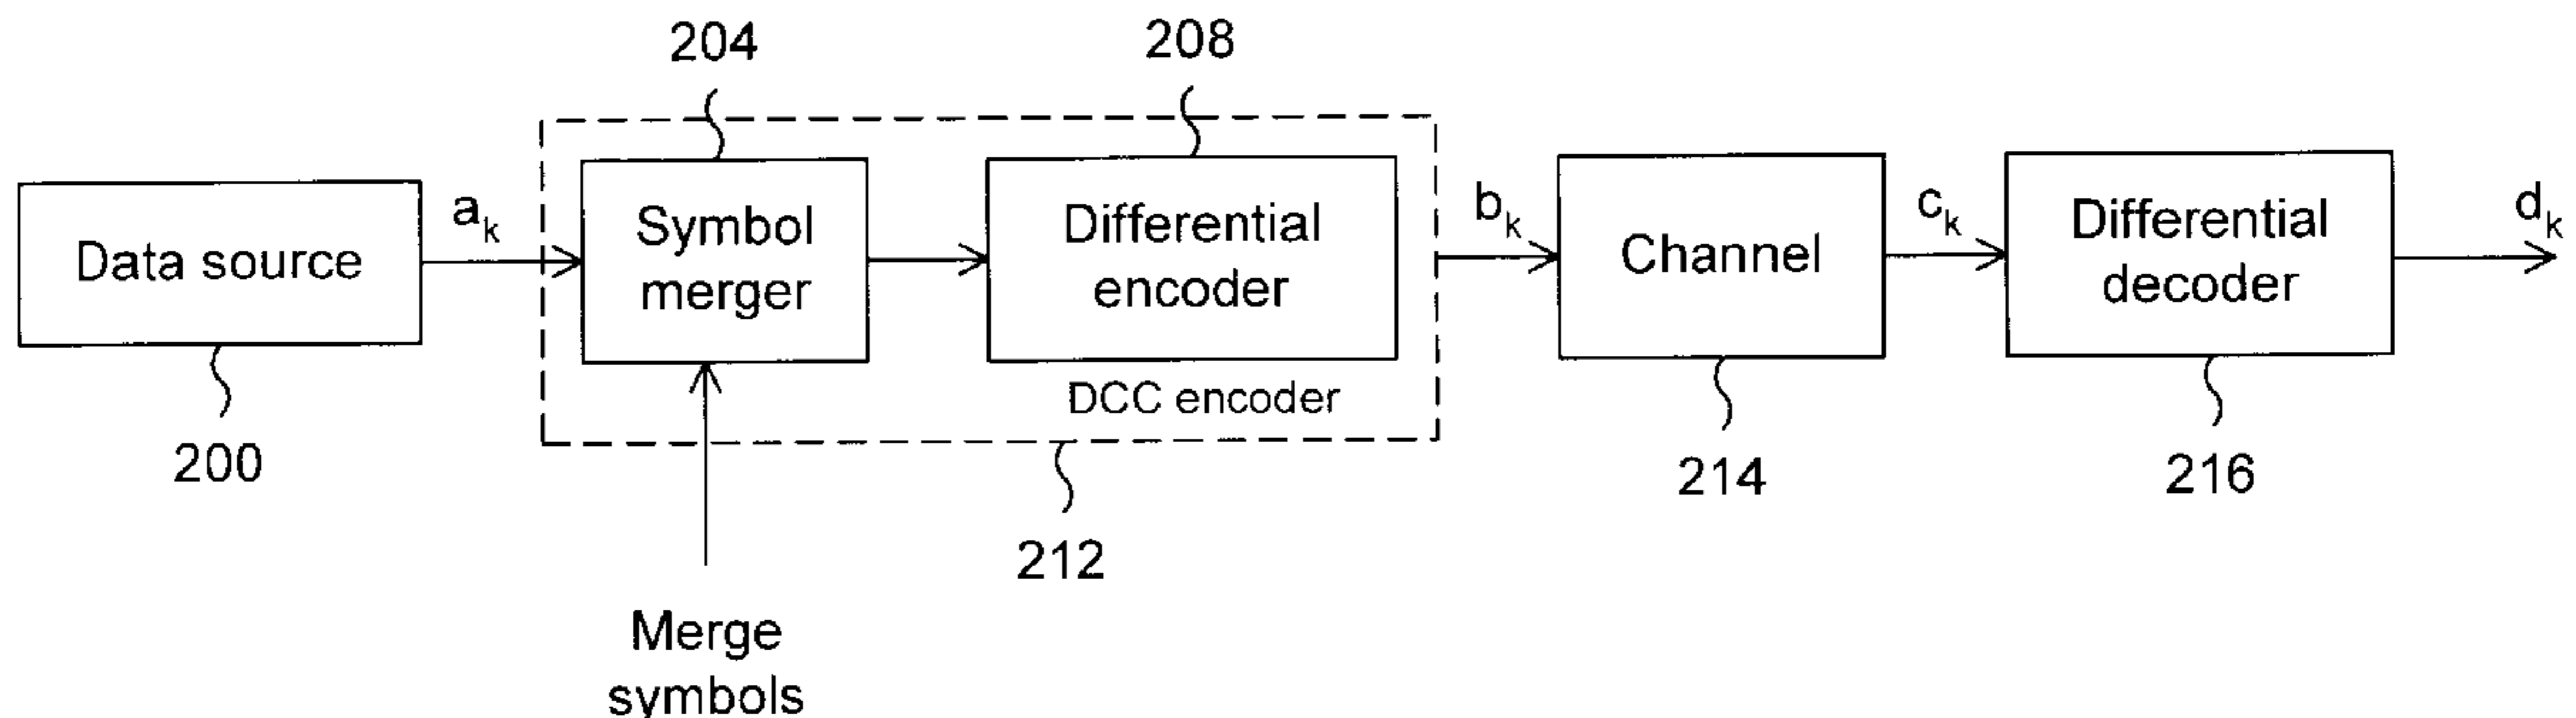 204
208
Data source
a_k
Symbol
merger
Differential
encoder
b_k
Channel
c_k
Differential
decoder
d_k
DCC encoder
200
212
214
216
Merge
symbols